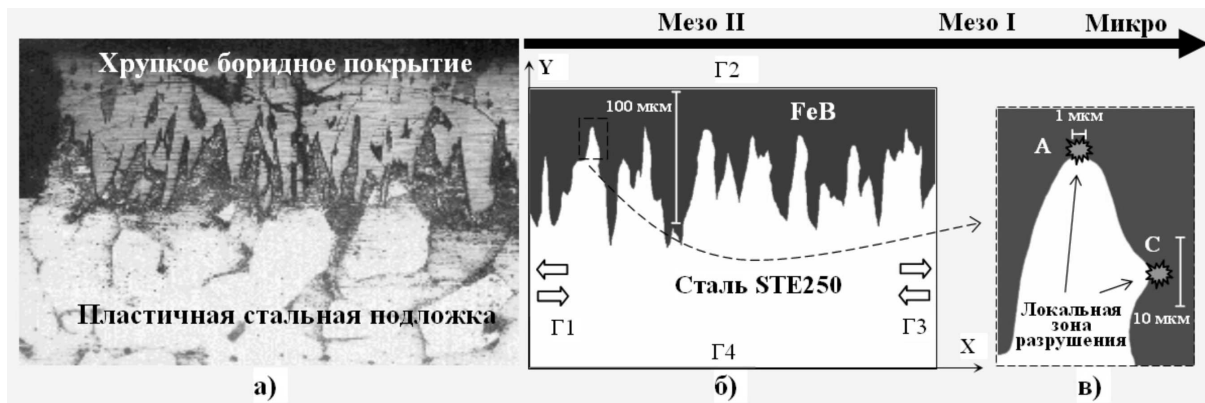 Мезо II
Мезо I
Микро
Хрупкое боридное покрытие
Пластичная стальная подложка
а)
Y
Г2
100 мкм
FeB
Сталь STE250
Г1
Г3
Г4
X
б)
1 мкм
A
C
10 мкм
Локальная
зона
разрушения
в)